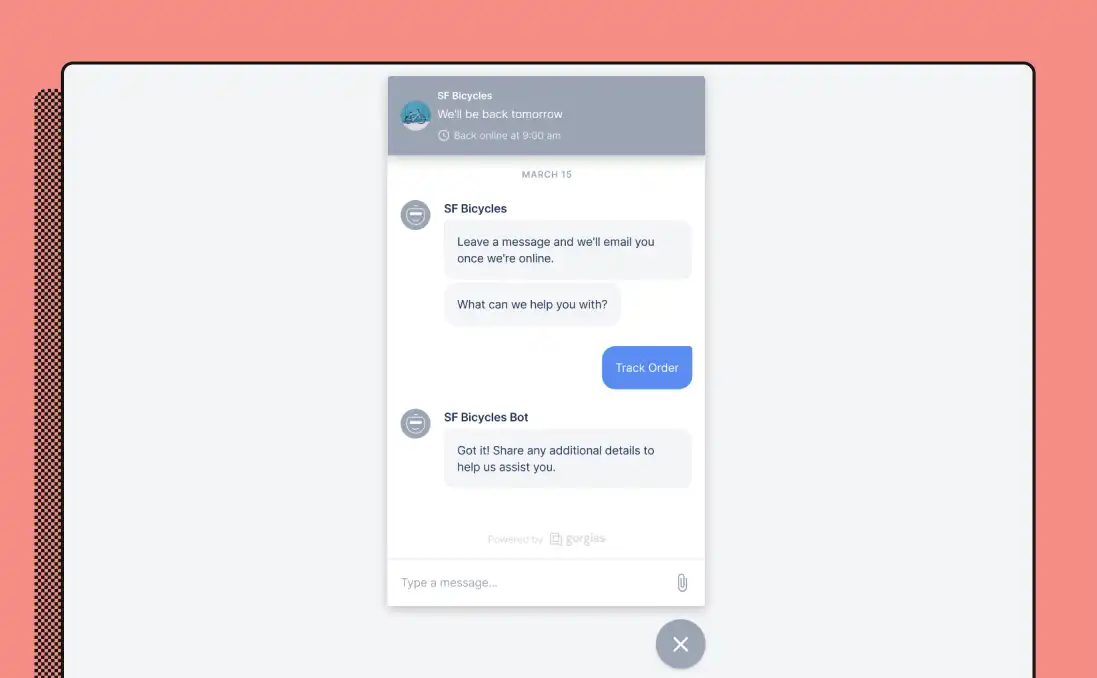 SF Bicycles
We'll be back tomorrow
Back online at 9:00 am
MARCH 15
SF Bicycles
Leave a message and we'll email you
once we're online.
What can we help you with?
Track Order
SF Bicycles Bot
Got it! Share any additional details to
help us assist you.
Powered by gorgias
Type a message...